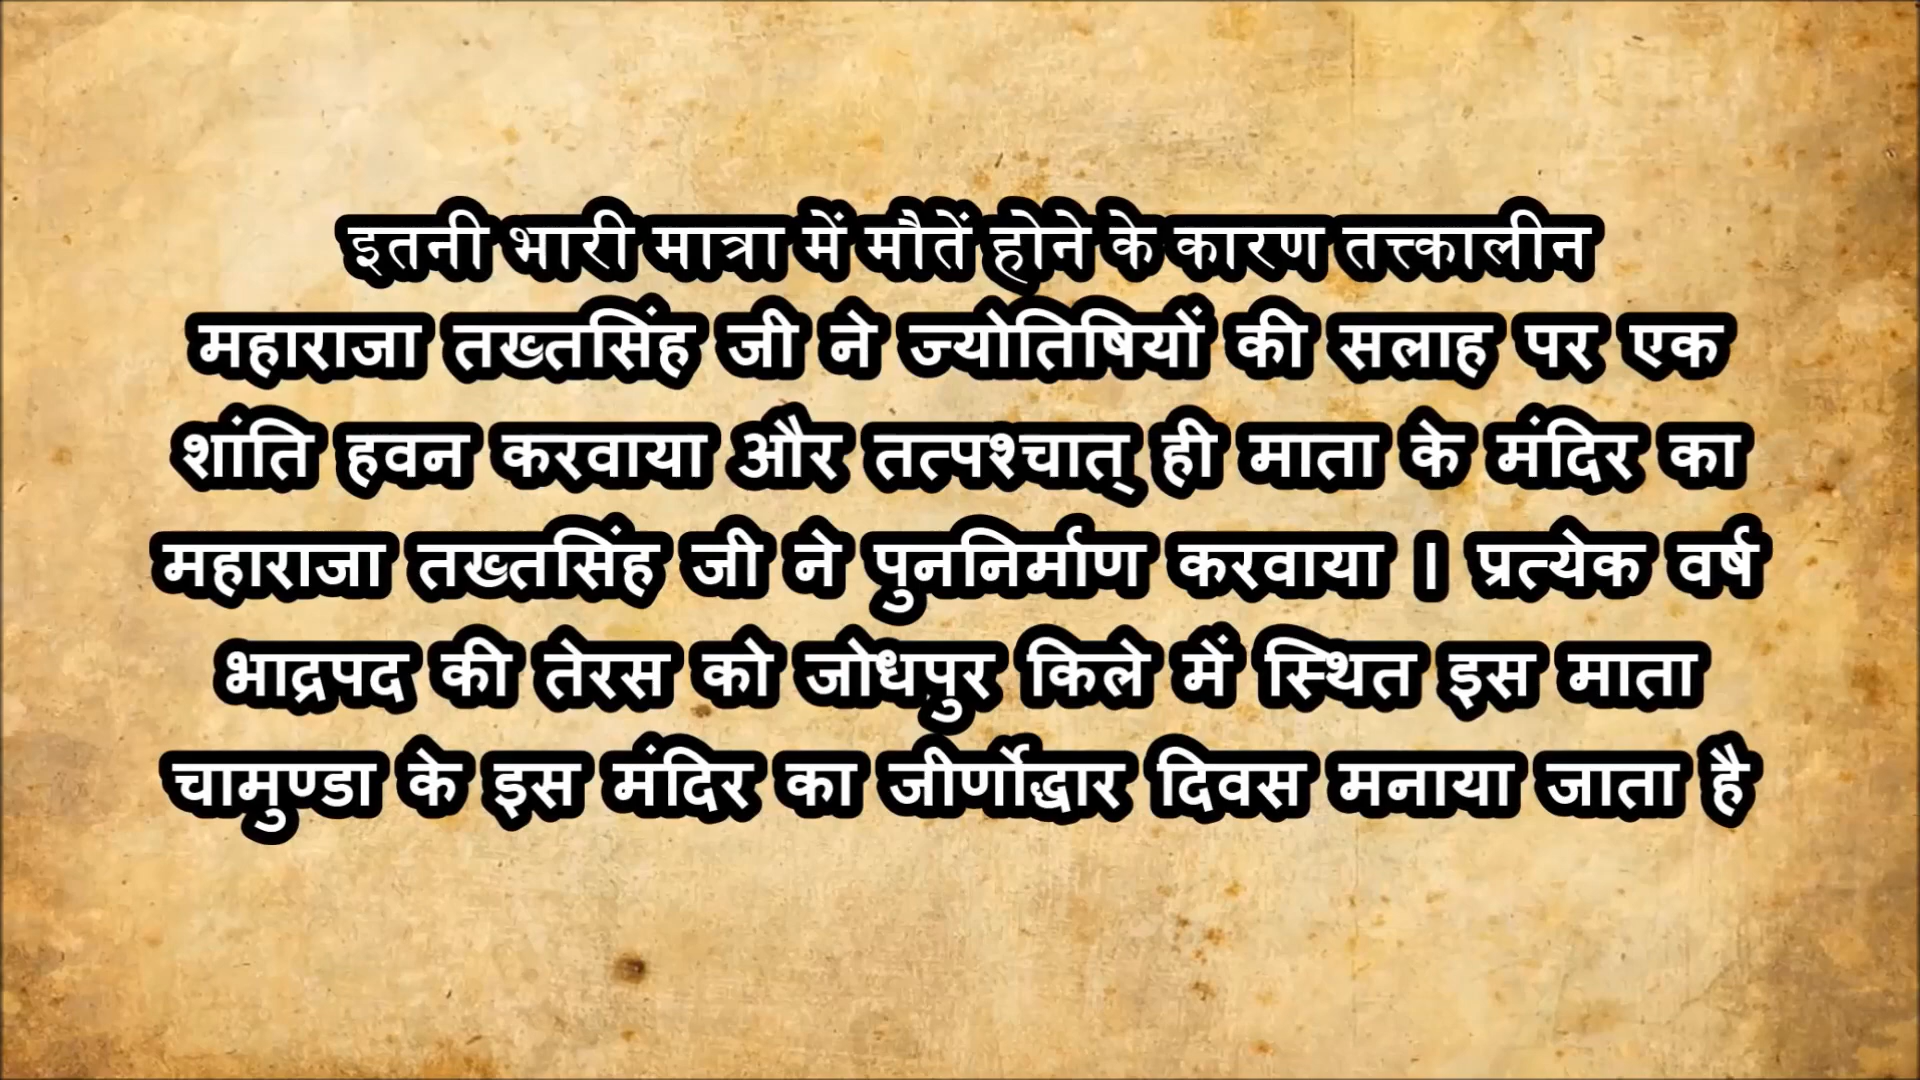 इतनी भारी मात्रा में मौतें होने के कारण तत्त्कालीन
महाराजा तख्तसिंह जी ने ज्योतिषियों की सलाह पर एक
शांति हवन करवाया और तत्पश्चात् ही माता के मंदिर का
महाराजा तख्तसिंह जी ने पुननिर्माण करवाया । प्रत्येक वर्ष
भाद्रपद की तेरस को जोधपुर किले में स्थित इस माता
चामुण्डा के इस मंदिर का जीर्णोद्धार दिवस मनाया जाता है